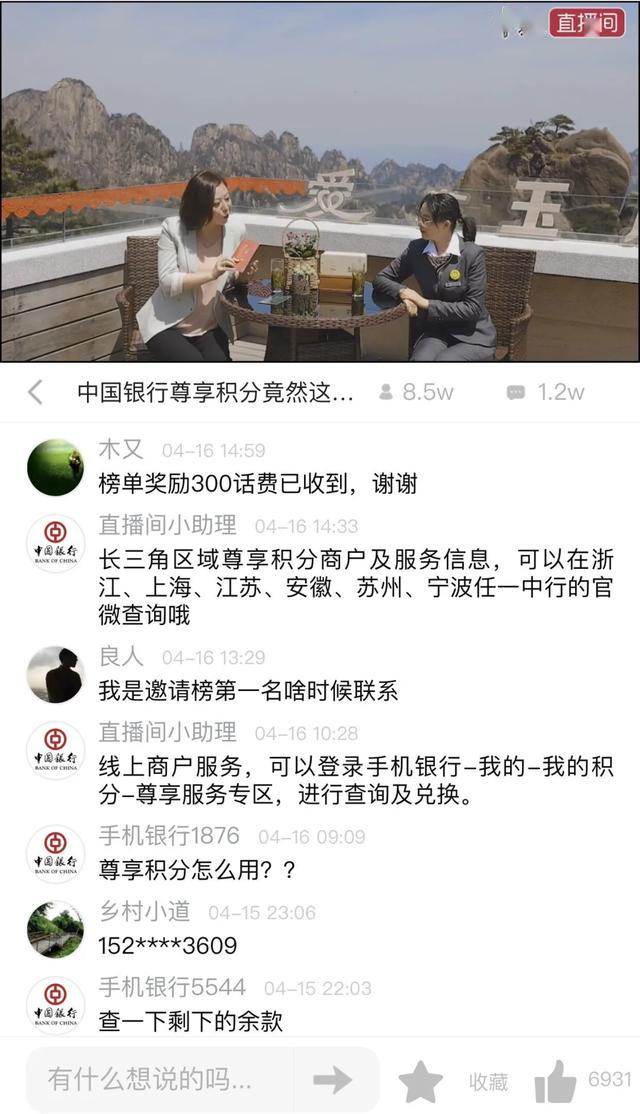 直播间
爱
玉
中国银行尊享积分竟然这...
8.5w
1.2w
木又 04-16 14:59
榜单奖励300话费已收到，谢谢
中国银行
BANK OF CHINA
直播间小助理 04-16 14:33
长三角区域尊享积分商户及服务信息，可以在浙
江、上海、江苏、安徽、苏州、宁波任一中行的官
微查询哦
良人 04-16 13:29
我是邀请榜第一名啥时候联系
中国银行
BANK OF CHINA
直播间小助理 04-16 10:28
线上商户服务，可以登录手机银行-我的-我的积
分-尊享服务专区，进行查询及兑换。
中国银行
BANK OF CHINA
手机银行1876 04-16 09:09
尊享积分怎么用？？
乡村小道 04-15 23:06
152****3609
中国银行
BANK OF CHINA
手机银行5544 04-15 22:03
查一下剩下的余款
有什么想说的吗...
收藏
6931